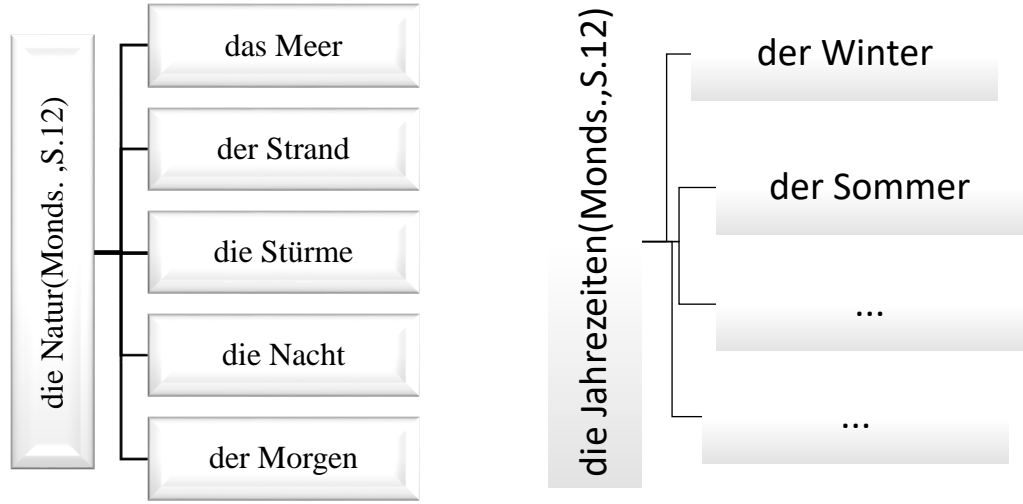 die Natur(Monds. ,S.12)
das Meer
der Strand
die Stürme
die Nacht
der Morgen
die Jahrezeiten(Monds.,S.12)
der Winter
der Sommer
...
...